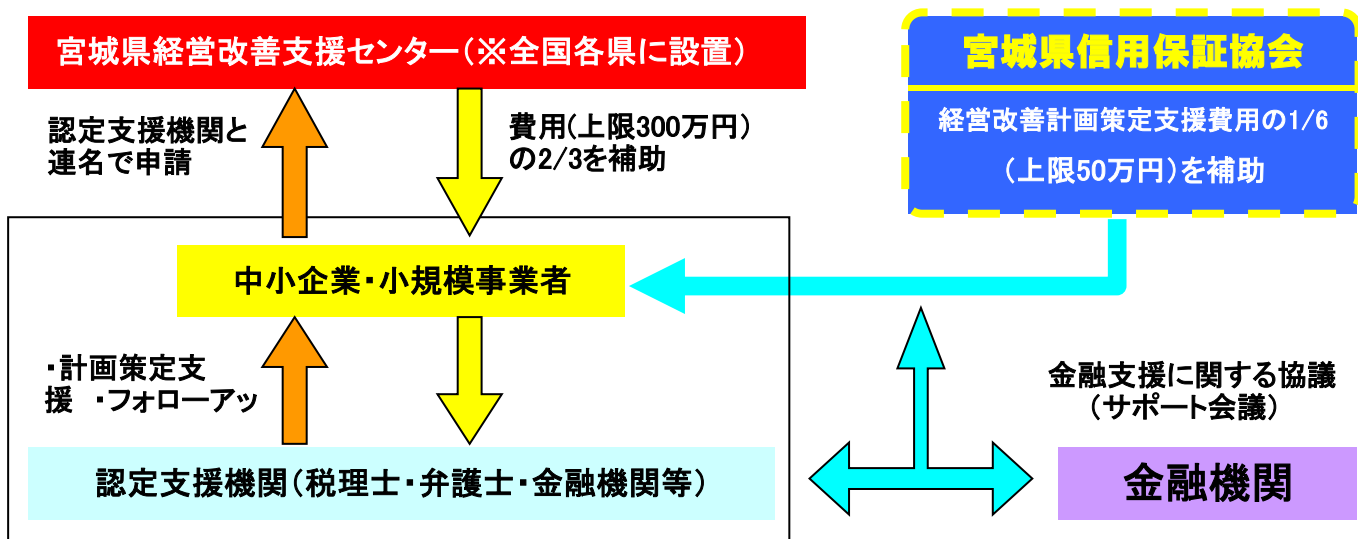 宮城県経営改善支援センター（※全国各県に設置）
宮城県信用保証協会
経営改善計画策定支援費用の1/6
（上限50万円）を補助
認定支援機関と
連名で申請
費用(上限300万円）
の2/3を補助
中小企業・小規模事業者
・計画策定支
援　・フォローアッ
金融支援に関する協議
（サポート会議）
認定支援機関（税理士・弁護士・金融機関等）
金融機関